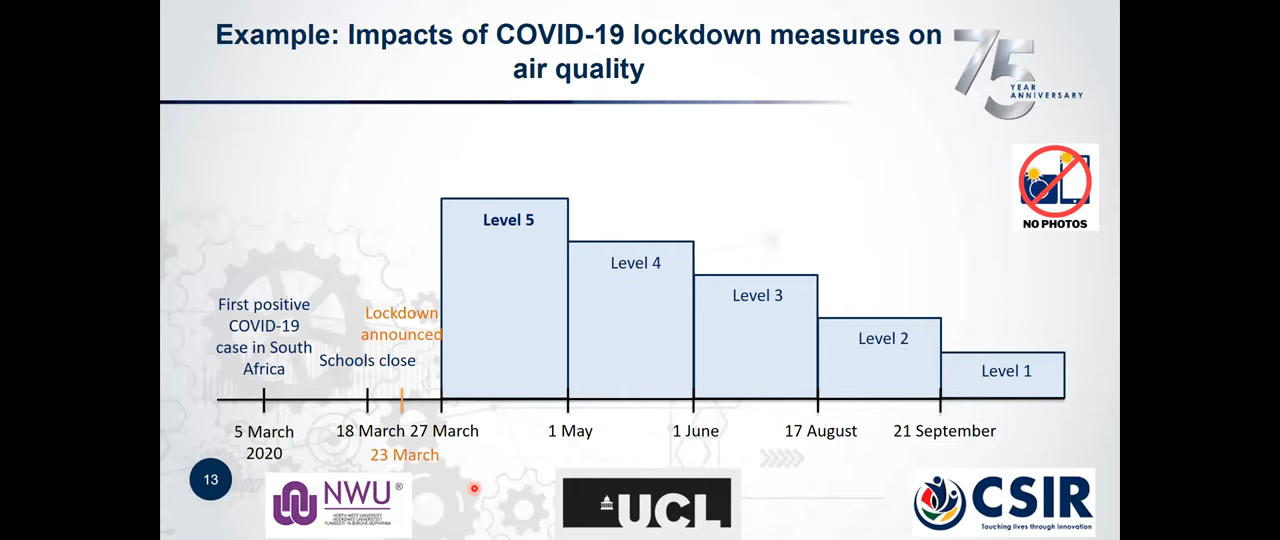 Example: Impacts of COVID-19 lockdown measures on
air quality
75
YEAR
ANNIVERSARY
NO PHOTOS
Level 5
Level 4
Level 3
Level 2
Level 1
First positive
COVID-19
case in South
Africa
Schools close
Lockdown
announced
5 March
2020
18 March
23 March
27 March
1 May
1 June
17 August
21 September
13
NWU®
NORTH-WEST UNIVERSITY
UCL
CSIR
Touching lives through innovation